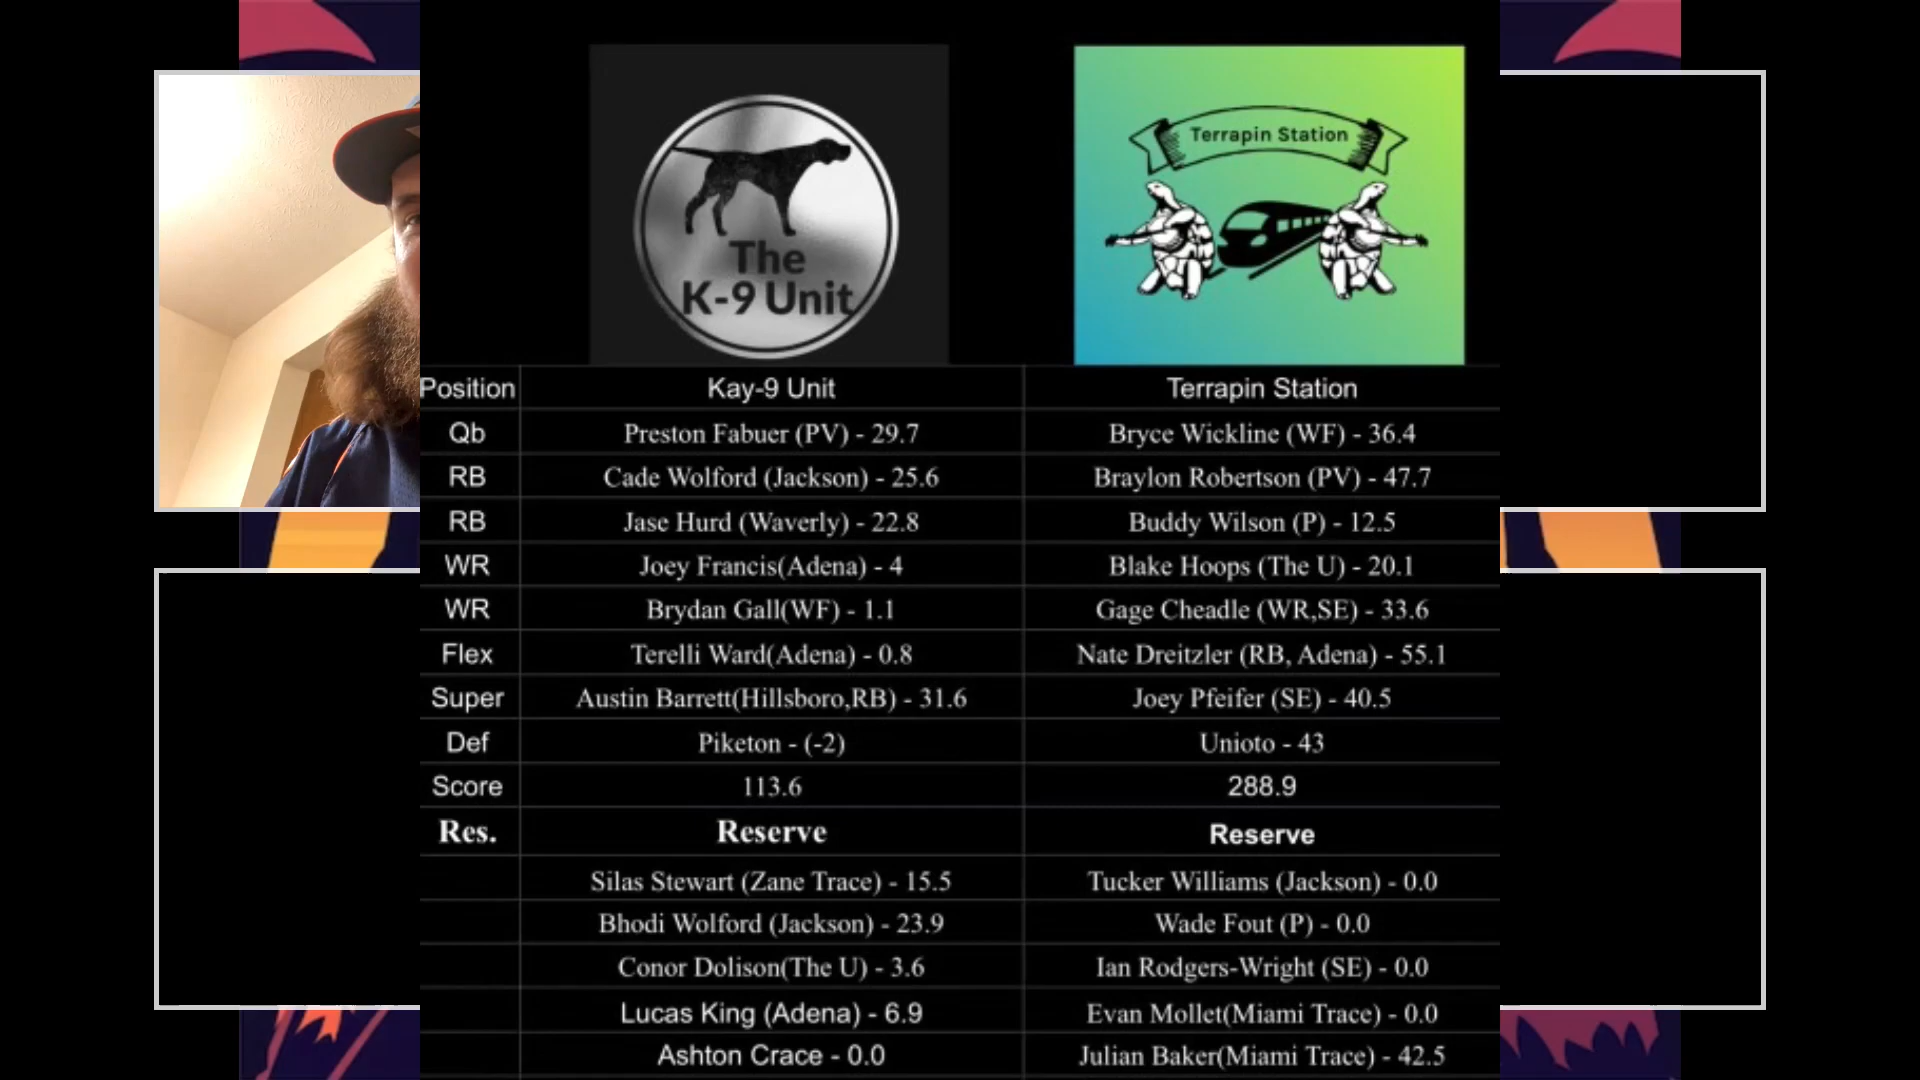 The
K-9 Unit
Terrapin Station
Position Kay-9 Unit Terrapin Station
Qb Preston Fabuer (PV) - 29.7 Bryce Wickline (WF) - 36.4
RB Cade Wolford (Jackson) - 25.6 Braylon Robertson (PV) - 47.7
RB Jase Hurd (Waverly) - 22.8 Buddy Wilson (P) - 12.5
WR Joey Francis(Adena) - 4 Blake Hoops (The U) - 20.1
WR Brydan Gall(WF) - 1.1 Gage Cheadle (WR,SE) - 33.6
Flex Terelli Ward(Adena) - 0.8 Nate Dreitzler (RB, Adena) - 55.1
Super Austin Barrett(Hillsboro,RB) - 31.6 Joey Pfeifer (SE) - 40.5
Def Piketon - (-2) Unioto - 43
Score 113.6 288.9
Res. Reserve Reserve
Silas Stewart (Zane Trace) - 15.5 Tucker Williams (Jackson) - 0.0
Bhodi Wolford (Jackson) - 23.9 Wade Fout (P) - 0.0
Conor Dolison(The U) - 3.6 Ian Rodgers-Wright (SE) - 0.0
Lucas King (Adena) - 6.9 Evan Mollet(Miami Trace) - 0.0
Ashton Crace - 0.0 Julian Baker(Miami Trace) - 42.5